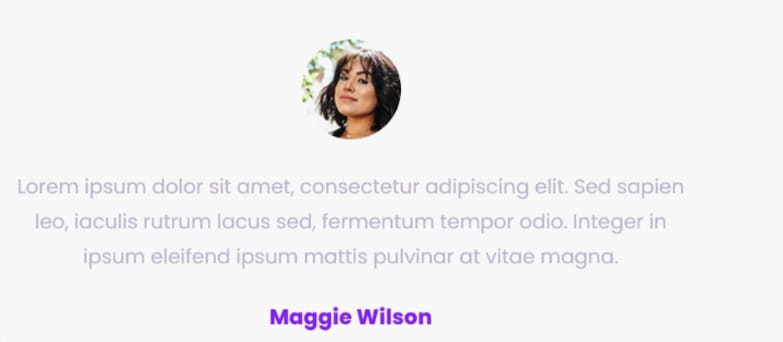 Lorem ipsum dolor sit amet, consectetur adipiscing elit. Sed sapien
leo, iaculis rutrum lacus sed, fermentum tempor odio. Integer in
ipsum eleifend ipsum mattis pulvinar at vitae magna.
Maggie Wilson